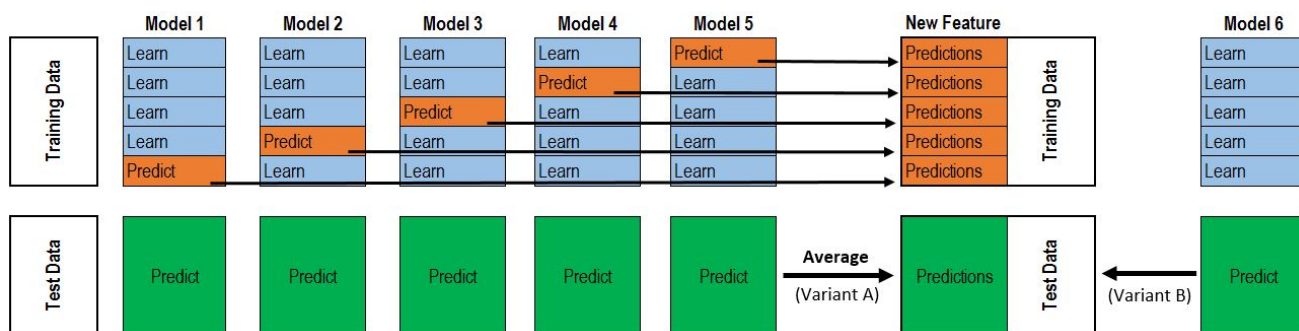 Model 1 Model 2 Model 3 Model 4 Model 5 New Feature Model 6
Training Data
Learn Learn Learn Learn Predict Predictions Learn
Learn Learn Learn Predict Learn Predictions Learn
Learn Learn Predict Learn Learn Predictions Learn
Learn Predict Learn Learn Learn Predictions Learn
Predict Learn Learn Learn Learn Predictions Learn
Training Data
Test Data
Predict Predict Predict Predict Predict Average Predictions Predict
(Variant A) (Variant B)
Test Data